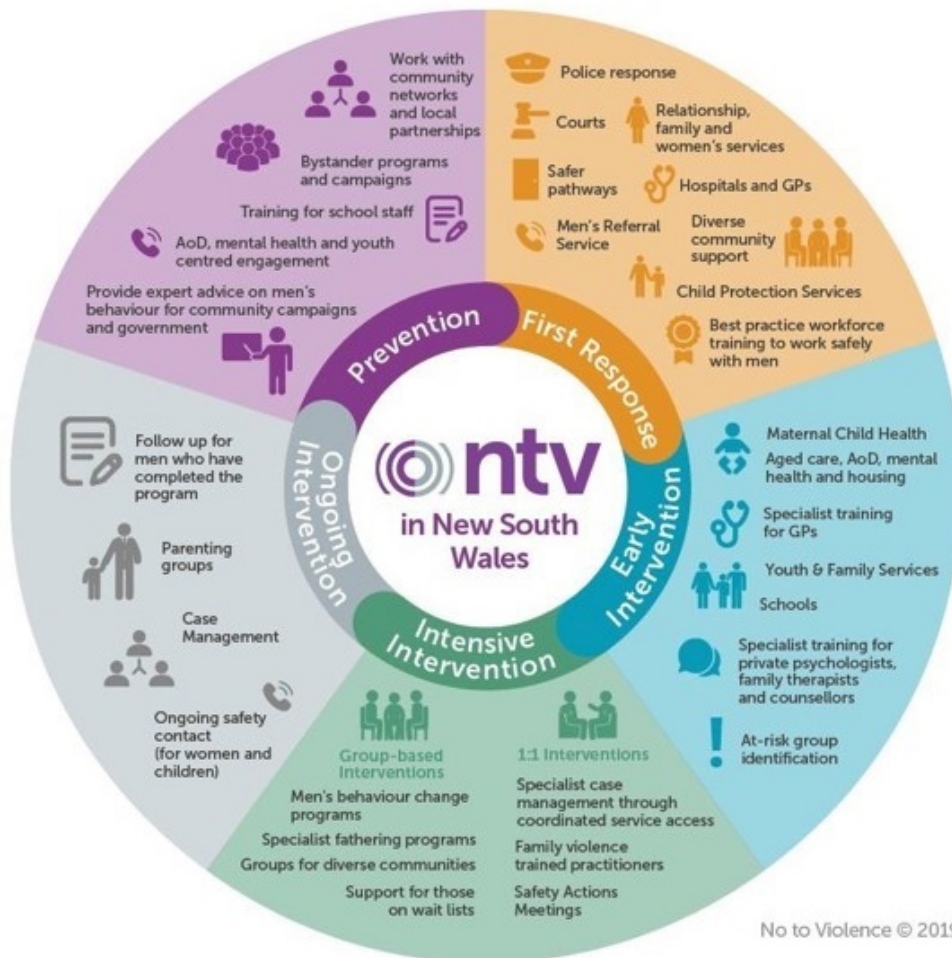 Work with
community
networks
and local
partnerships
Bystander programs
and campaigns
Training for school staff
AoD, mental health and youth
centred engagement
Provide expert advice on men's
behaviour for community campaigns
and government
Prevention
Police response
Courts
Relationship,
family and
women's services
Safer
pathways
Hospitals and GPs
Men's Referral
Service
Diverse
community
support
Child Protection Services
Best practice workforce
training to work safely
with men
First Response
Maternal Child Health
Aged care, AoD, mental
health and housing
Specialist training
for GPs
Youth & Family Services
Schools
Specialist training for
private psychologists,
family therapists
and counsellors
At-risk group
identification
Early
Intervention
Intensive
Intervention
Group-based
Interventions
Men's behaviour change
programs
Specialist fathering programs
Groups for diverse communities
Support for those
on wait lists
1:1 Interventions
Specialist case
management through
coordinated service access
Family violence
trained practitioners
Safety Actions
Meetings
Ongoing
Intervention
Follow up for
men who have
completed the
program
Parenting
groups
Case
Management
Ongoing safety
contact
(for women and
children)
ntv
in New South
Wales
No to Violence © 2019